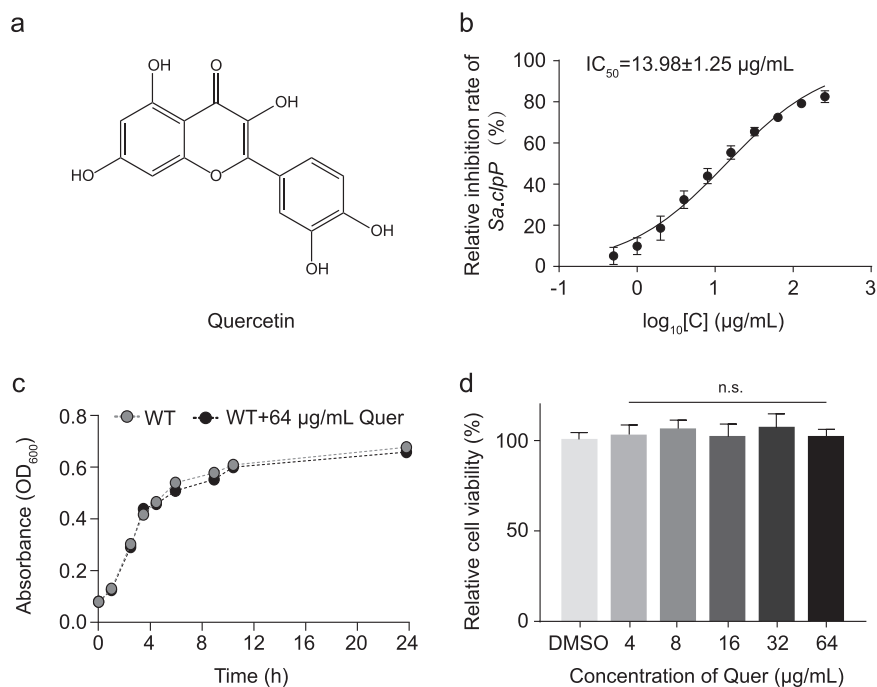 a
OH
O
OH
HO
O
OH
OH
Quercetin
b
IC50=13.98±1.25 µg/mL
Relative inhibition rate of
Sa.clpP (%)
100
80
60
40
20
0
-1
0
1
2
3
log10[C] (µg/mL)
c
WT
WT+64 µg/mL Quer
Absorbance (OD600)
0.8
0.6
0.4
0.2
0.0
0
4
8
12
16
20
24
Time (h)
d
n.s.
Relative cell viability (%)
100
50
0
DMSO
4
8
16
32
64
Concentration of Quer (µg/mL)